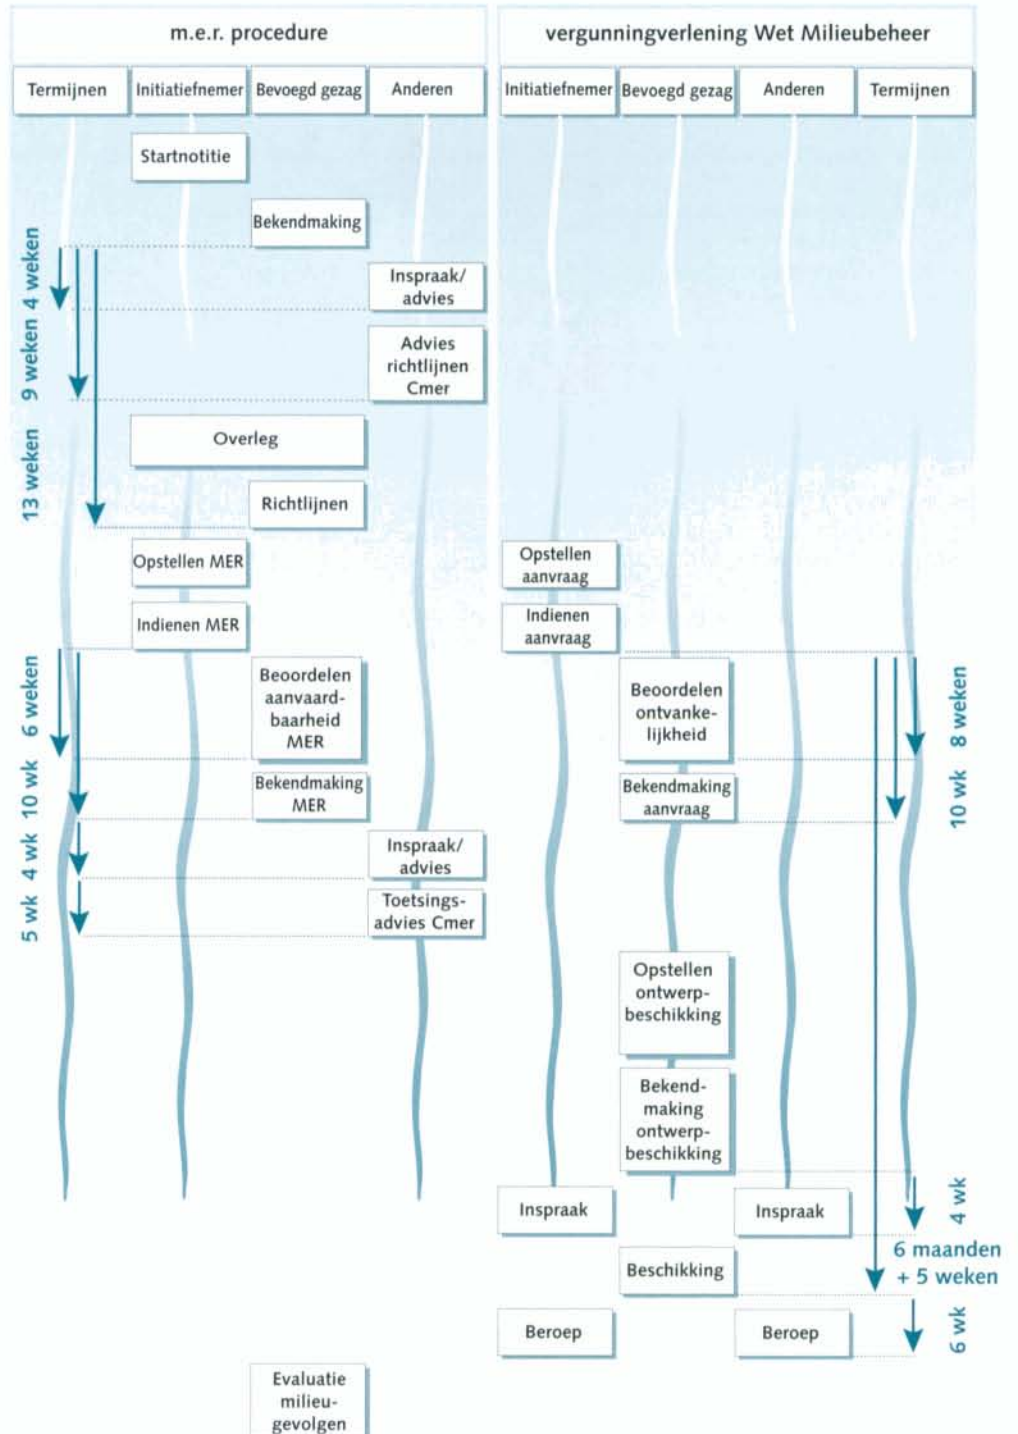 m.e.r. procedure
vergunningverlening Wet Milieubeheer
Termijnen
Initiatiefnemer
Bevoegd gezag
Anderen
Initiatiefnemer
Bevoegd gezag
Anderen
Termijnen
Startnotitie
Bekendmaking
4 weken
Inspraak/
advies
9 weken
Advies
richtlijnen
Cmer
13 weken
Overleg
Richtlijnen
Opstellen MER
Opstellen
aanvraag
Indienen MER
Indienen
aanvraag
6 weken
Beoordelen
aanvaard-
baarheid
MER
Beoordelen
ontvanke-
lijkheid
8 weken
10 wk
Bekendmaking
MER
Bekendmaking
aanvraag
10 wk
4 wk
Inspraak/
advies
5 wk
Toetsings-
advies Cmer
Opstellen
ontwerp-
beschikking
Bekend-
making
ontwerp-
beschikking
Inspraak
Inspraak
4 wk
Beschikking
6 maanden
+ 5 weken
Beroep
Beroep
6 wk
Evaluatie
milieu-
gevolgen